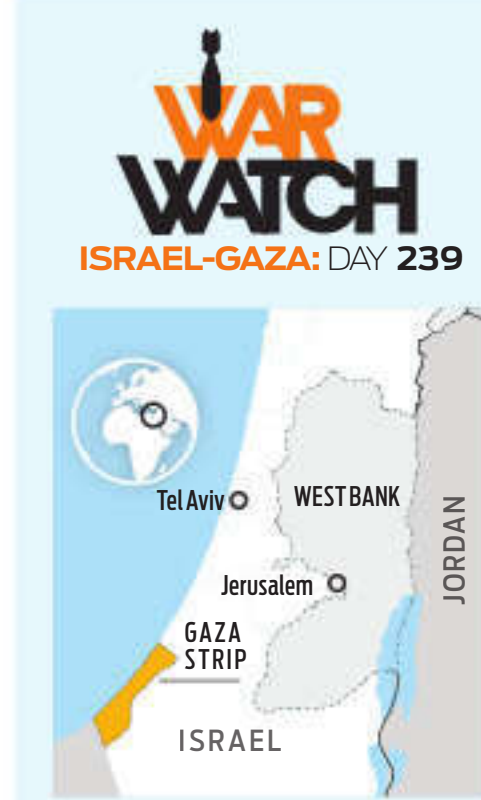 WAR
WATCH
ISRAEL-GAZA: DAY 239
Tel Aviv
WEST BANK
JORDAN
Jerusalem
GAZA
STRIP
ISRAEL